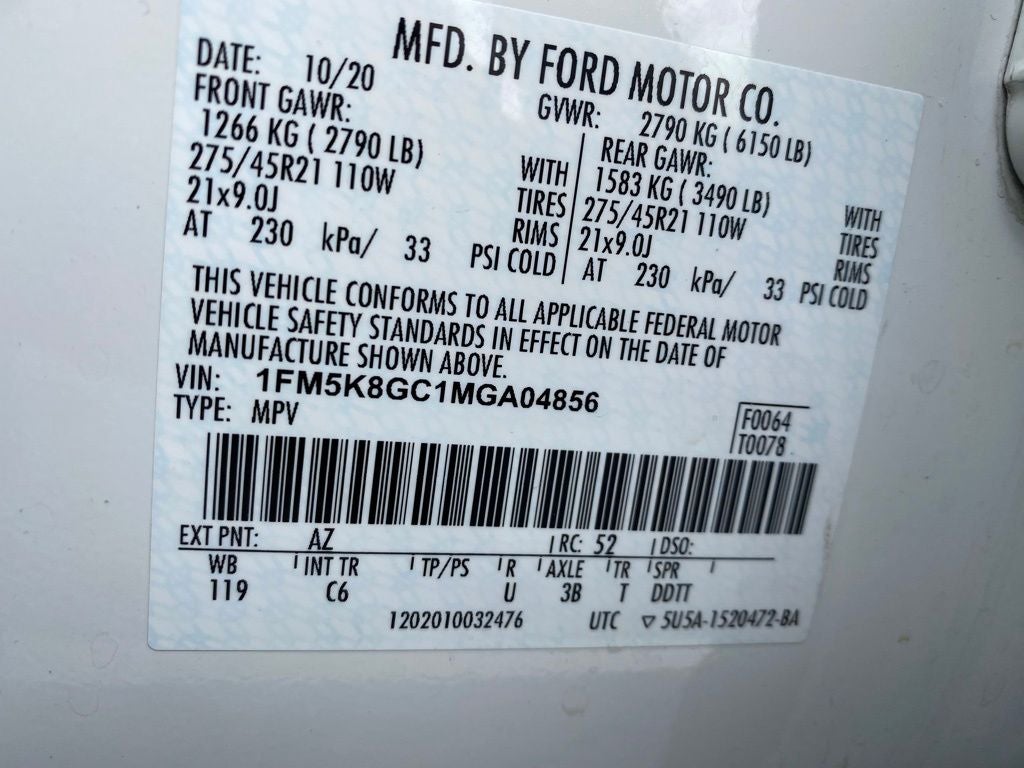 MFD. BY FORD MOTOR CO.
DATE: 10/20 GVWR: 2790 KG ( 6150 LB)
FRONT GAWR: REAR GAWR:
1266 KG ( 2790 LB) WITH 1583 KG ( 3490 LB) WITH
275/45R21 110W TIRES 275/45R21 110W TIRES
21x9.0J RIMS 21x9.0J RIMS
AT 230 kPa/ 33 PSI COLD AT 230 kPa/ 33 PSI COLD
THIS VEHICLE CONFORMS TO ALL APPLICABLE FEDERAL MOTOR
VEHICLE SAFETY STANDARDS IN EFFECT ON THE DATE OF
MANUFACTURE SHOWN ABOVE.
VIN: 1FM5K8GC1MGA04856
TYPE: MPV
F0064
T0078
EXT PNT: AZ RC: 52 DSO:
WB INT TR TP/PS R AXLE TR SPR
119 C6 U 3B T DDTT
1202010032476 UTC ▽ 5U5A-1520472-BA